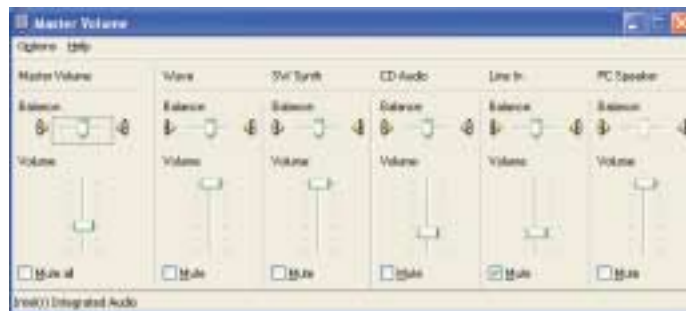 Master Volume
Options Help
Master Volume Wave SW Synth CD Audio Line In PC Speaker
Balance Balance Balance Balance Balance Balance
Volume Volume Volume Volume Volume Volume
Mute all Mute Mute Mute Mute Mute
Intel(r) Integrated Audio